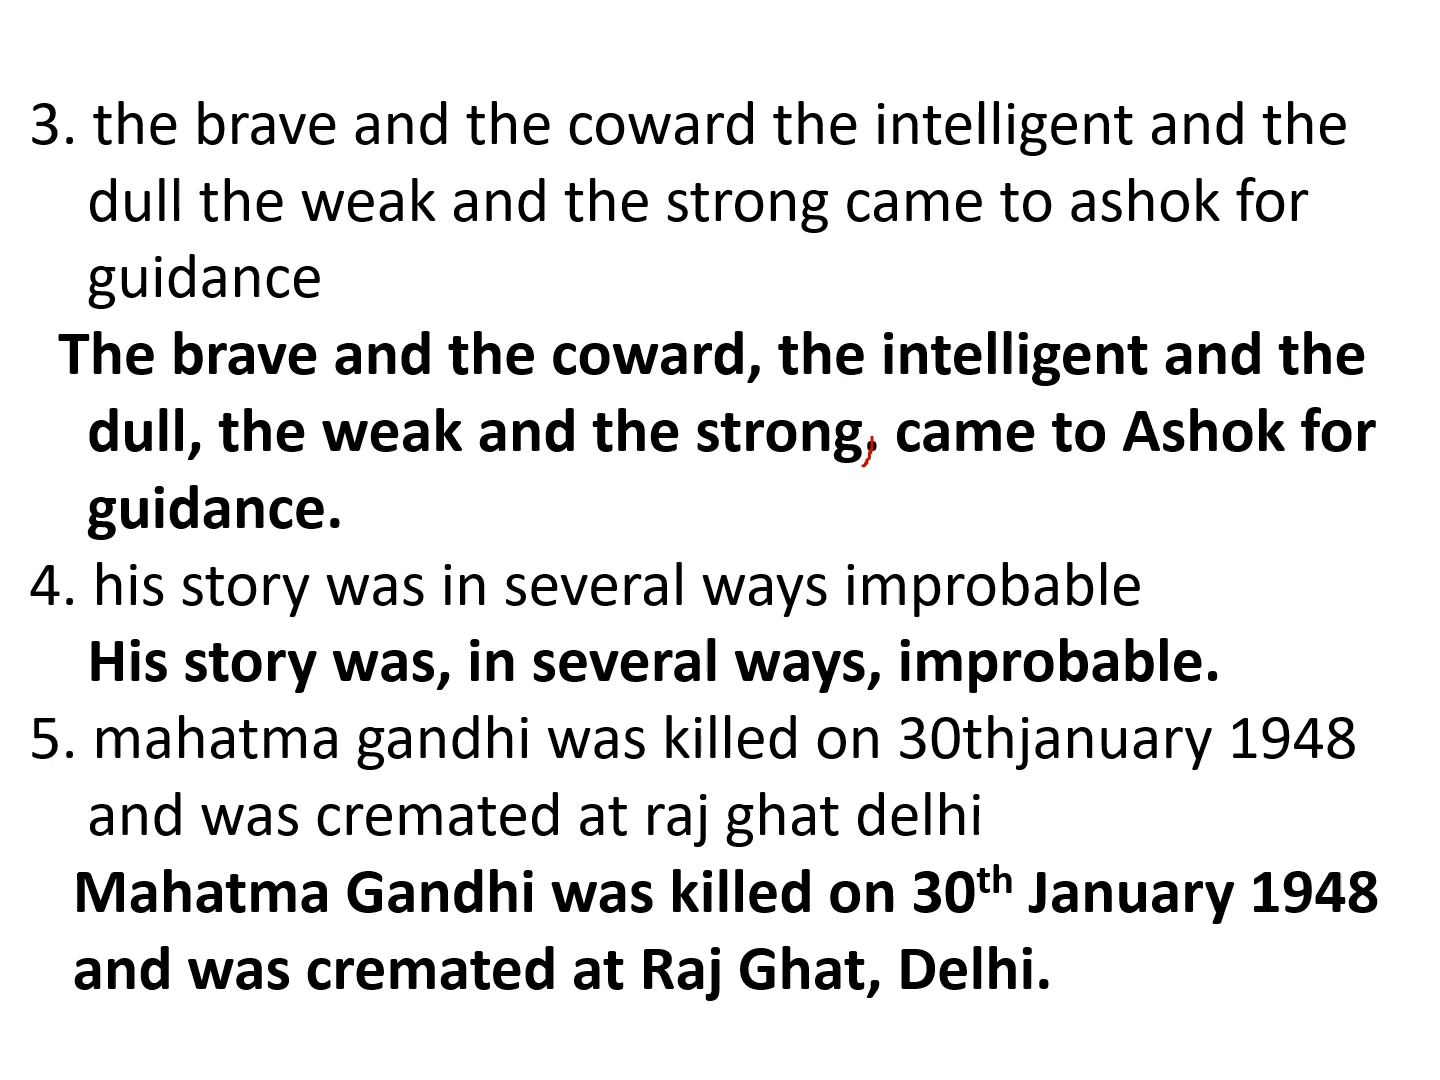 3. the brave and the coward the intelligent and the
dull the weak and the strong came to ashok for
guidance
The brave and the coward, the intelligent and the
dull, the weak and the strong, came to Ashok for
guidance.
4. his story was in several ways improbable
His story was, in several ways, improbable.
5. mahatma gandhi was killed on 30thjanuary 1948
and was cremated at raj ghat delhi
Mahatma Gandhi was killed on 30th January 1948
and was cremated at Raj Ghat, Delhi.